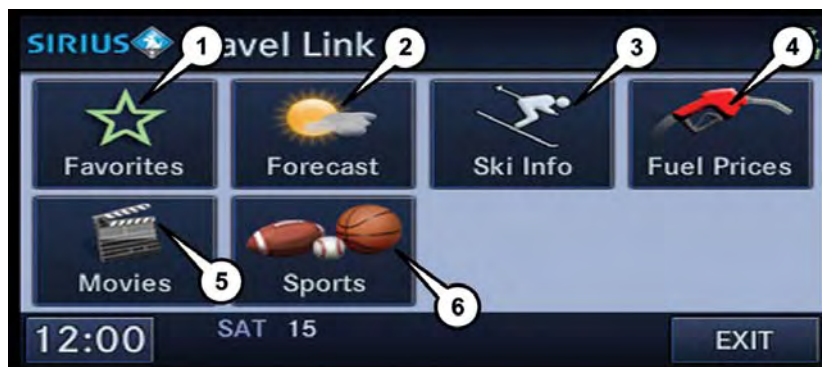 SIRIUS avel Link
1 2 3 4
Favorites Forecast Ski Info Fuel Prices
5 6
Movies Sports
12:00 SAT 15 EXIT